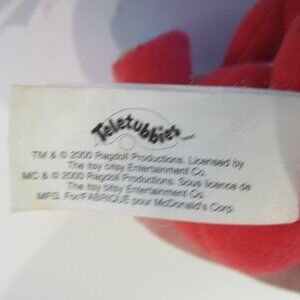 Teletubbies
TM & © 2000 Ragdoll Productions. Licensed by
The itsy bitsy Entertainment Co.
MC & © 2000 Ragdoll Productions. Sous licence de
The itsy bitsy Entertainment Co.
MFG. For/FABRIQUÉ pour McDonald's Corp.